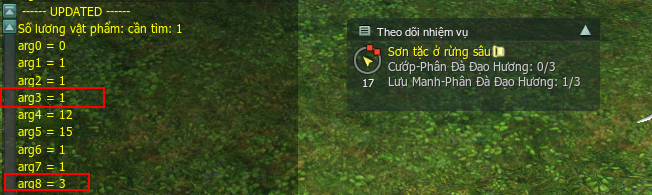 ------ UPDATED ------
Số lương vật phẩm: cần tìm: 1
arg0 = 0
arg1 = 1
arg2 = 1
arg3 = 1
arg4 = 12
arg5 = 15
arg6 = 1
arg7 = 1
arg8 = 3
Theo dõi nhiệm vụ
Sơn tặc ở rừng sâu
Cướp-Phân Đà Đạo Hương: 0/3
Lưu Manh-Phân Đà Đạo Hương: 1/3
17